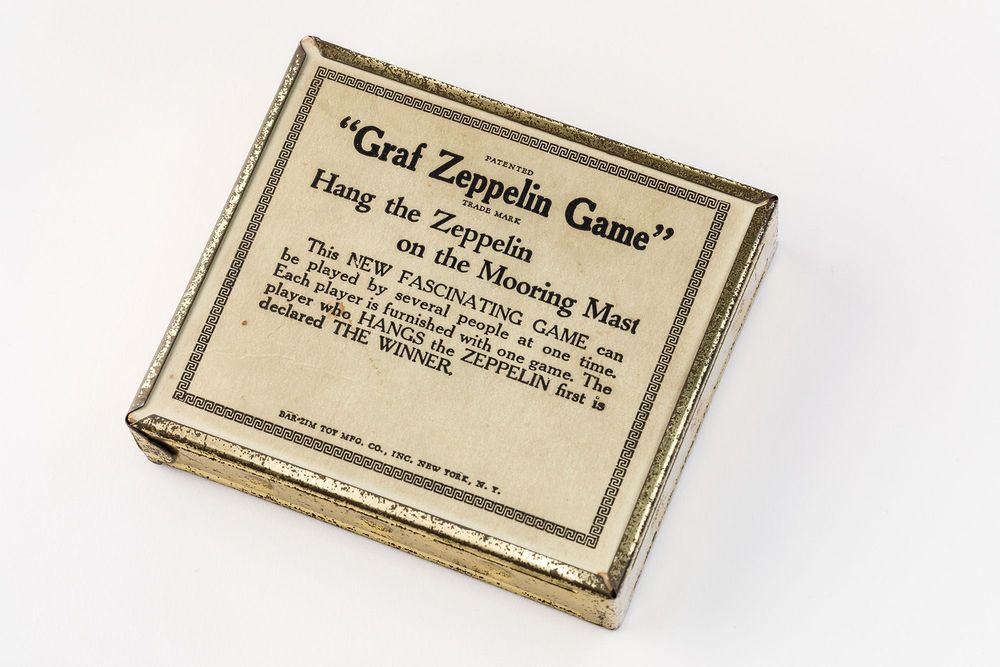 PATENTED
"Graf Zeppelin Game"
TRADE MARK
Hang the Zeppelin
on the Mooring Mast
This NEW FASCINATING GAME can
be played by several people at one time.
Each player is furnished with one game. The
player who HANGS the ZEPPELIN first is
declared THE WINNER.
BAR-ZIM TOY MFG. CO., INC. NEW YORK, N. Y.